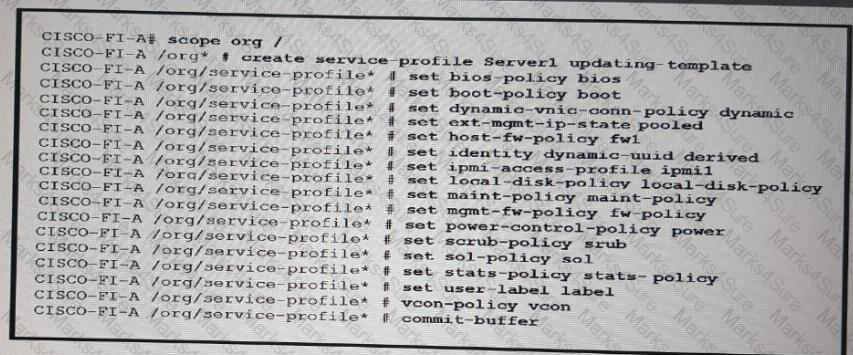 CISCO-FI-A# scope org /
CISCO-FI-A /org* # create service-profile Server1 updating-template
CISCO-FI-A /org/service-profile* # set bios-policy bios
CISCO-FI-A /org/service-profile* # set boot-policy boot
CISCO-FI-A /org/service-profile* # set dynamic-vnic-conn-policy dynamic
CISCO-FI-A /org/service-profile* # set ext-mgmt-ip-state pooled
CISCO-FI-A /org/service-profile* # set host-fw-policy fw1
CISCO-FI-A /org/service-profile* # set identity dynamic-uuid derived
CISCO-FI-A /org/service-profile* # set ipmi-access-profile ipmi1
CISCO-FI-A /org/service-profile* # set local-disk-policy local-disk-policy
CISCO-FI-A /org/service-profile* # set maint-policy maint-policy
CISCO-FI-A /org/service-profile* # set mgmt-fw-policy fw-policy
CISCO-FI-A /org/service-profile* # set power-control-policy power
CISCO-FI-A /org/service-profile* # set scrub-policy srub
CISCO-FI-A /org/service-profile* # set sol-policy sol
CISCO-FI-A /org/service-profile* # set stats-policy stats- policy
CISCO-FI-A /org/service-profile* # set user-label label
CISCO-FI-A /org/service-profile* # vcon-policy vcon
CISCO-FI-A /org/service-profile* # commit-buffer
Marks4Sure